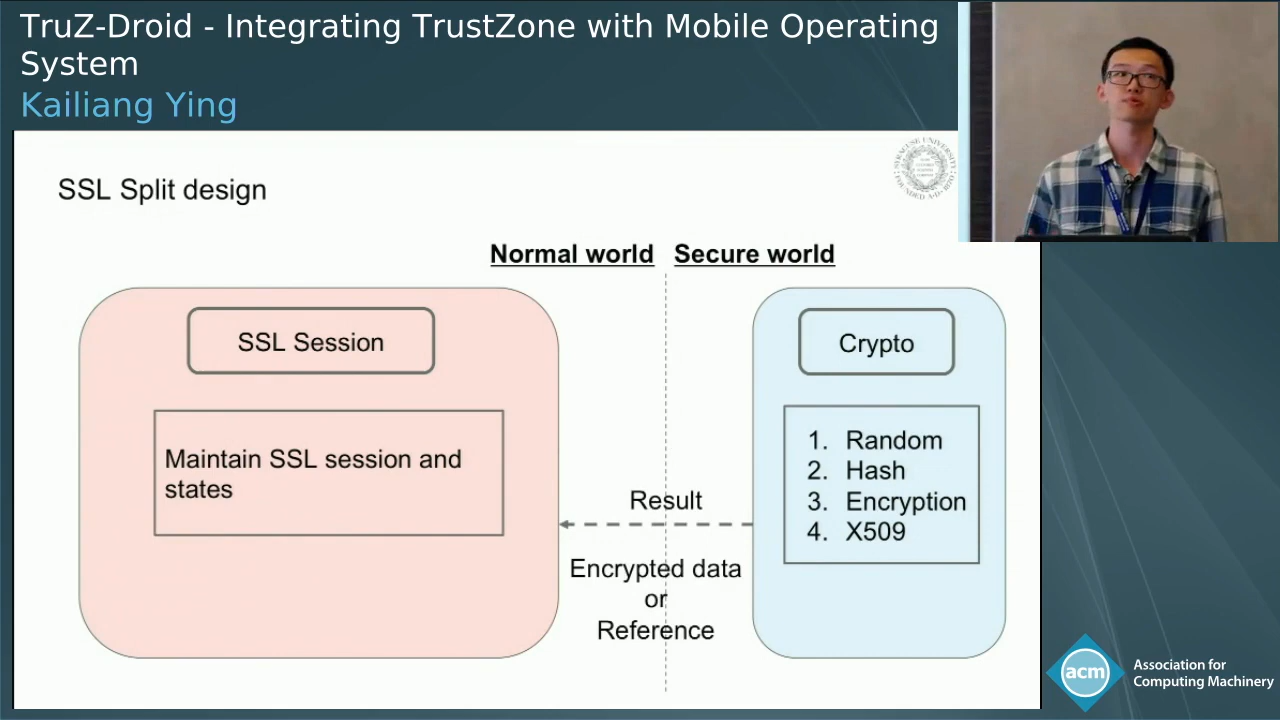 TruZ-Droid - Integrating TrustZone with Mobile Operating
System
Kailiang Ying
SSL Split design
Normal world
Secure world
SSL Session
Maintain SSL session and
states
Crypto
1. Random
2. Hash
3. Encryption
4. X509
Result
Encrypted data
or
Reference
SYRACUSE UNIVERSITY
acm
Association for
Computing Machinery